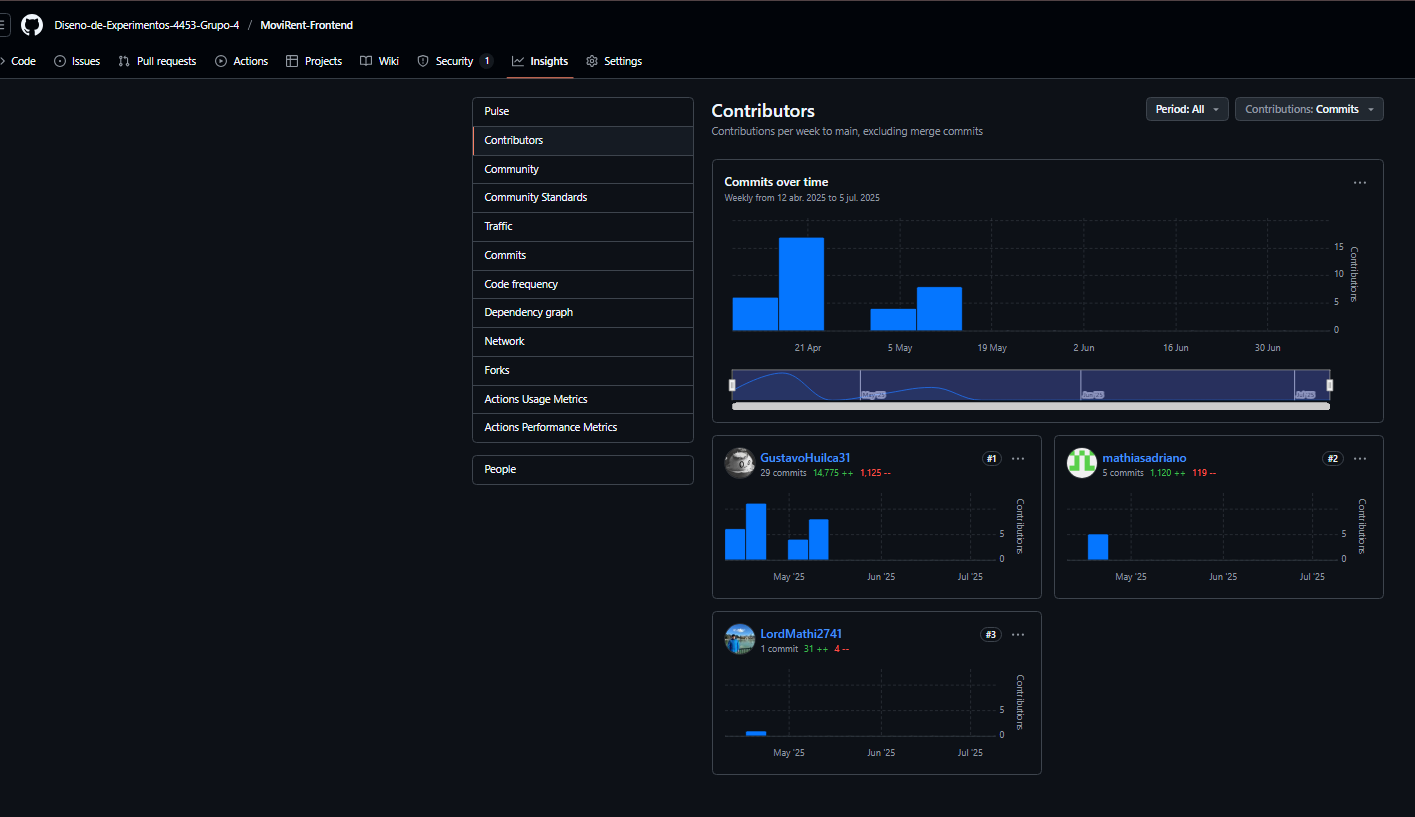 Diseno-de-Experimentos-4453-Grupo-4 / MoviRent-Frontend
Code Issues Pull requests Actions Projects Wiki Security 1 Insights Settings
Pulse
Contributors
Community
Community Standards
Traffic
Commits
Code frequency
Dependency graph
Network
Forks
Actions Usage Metrics
Actions Performance Metrics
People
Contributors
Contributions per week to main, excluding merge commits
Period: All
Contributions: Commits
Commits over time
Weekly from 12 abr. 2025 to 5 jul. 2025
15
10
5
0
Contributions
21 Apr 5 May 19 May 2 Jun 16 Jun 30 Jun
May '25 Jun '25 Jul '25
GustavoHuilca31 #1
29 commits 14,775 ++ 1,125 --
5
0
Contributions
May '25 Jun '25 Jul '25
mathiasadriano #2
5 commits 1,120 ++ 119 --
5
0
Contributions
May '25 Jun '25 Jul '25
LordMathi2741 #3
1 commit 31 ++ 4 --
5
0
Contributions
May '25 Jun '25 Jul '25